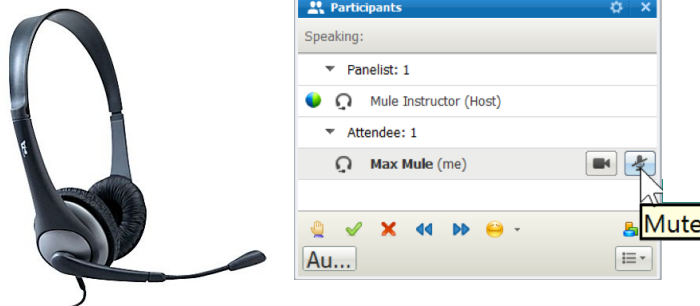 Participants
Speaking:
Panelist: 1
Mule Instructor (Host)
Attendee: 1
Max Mule (me)
Mute
Au...